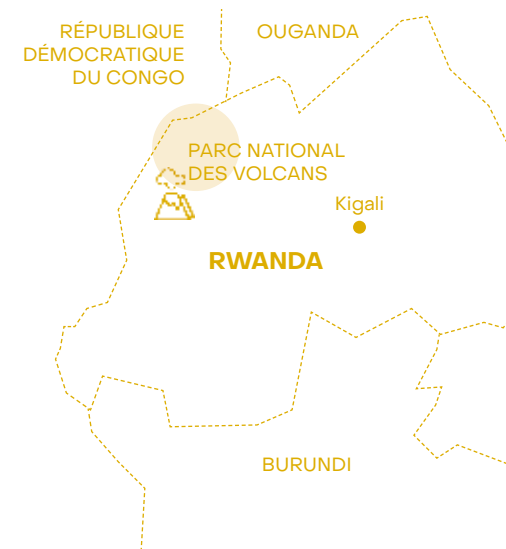 RÉPUBLIQUE
DÉMOCRATIQUE
DU CONGO
OUGANDA
PARC NATIONAL
DES VOLCANS
Kigali
RWANDA
BURUNDI